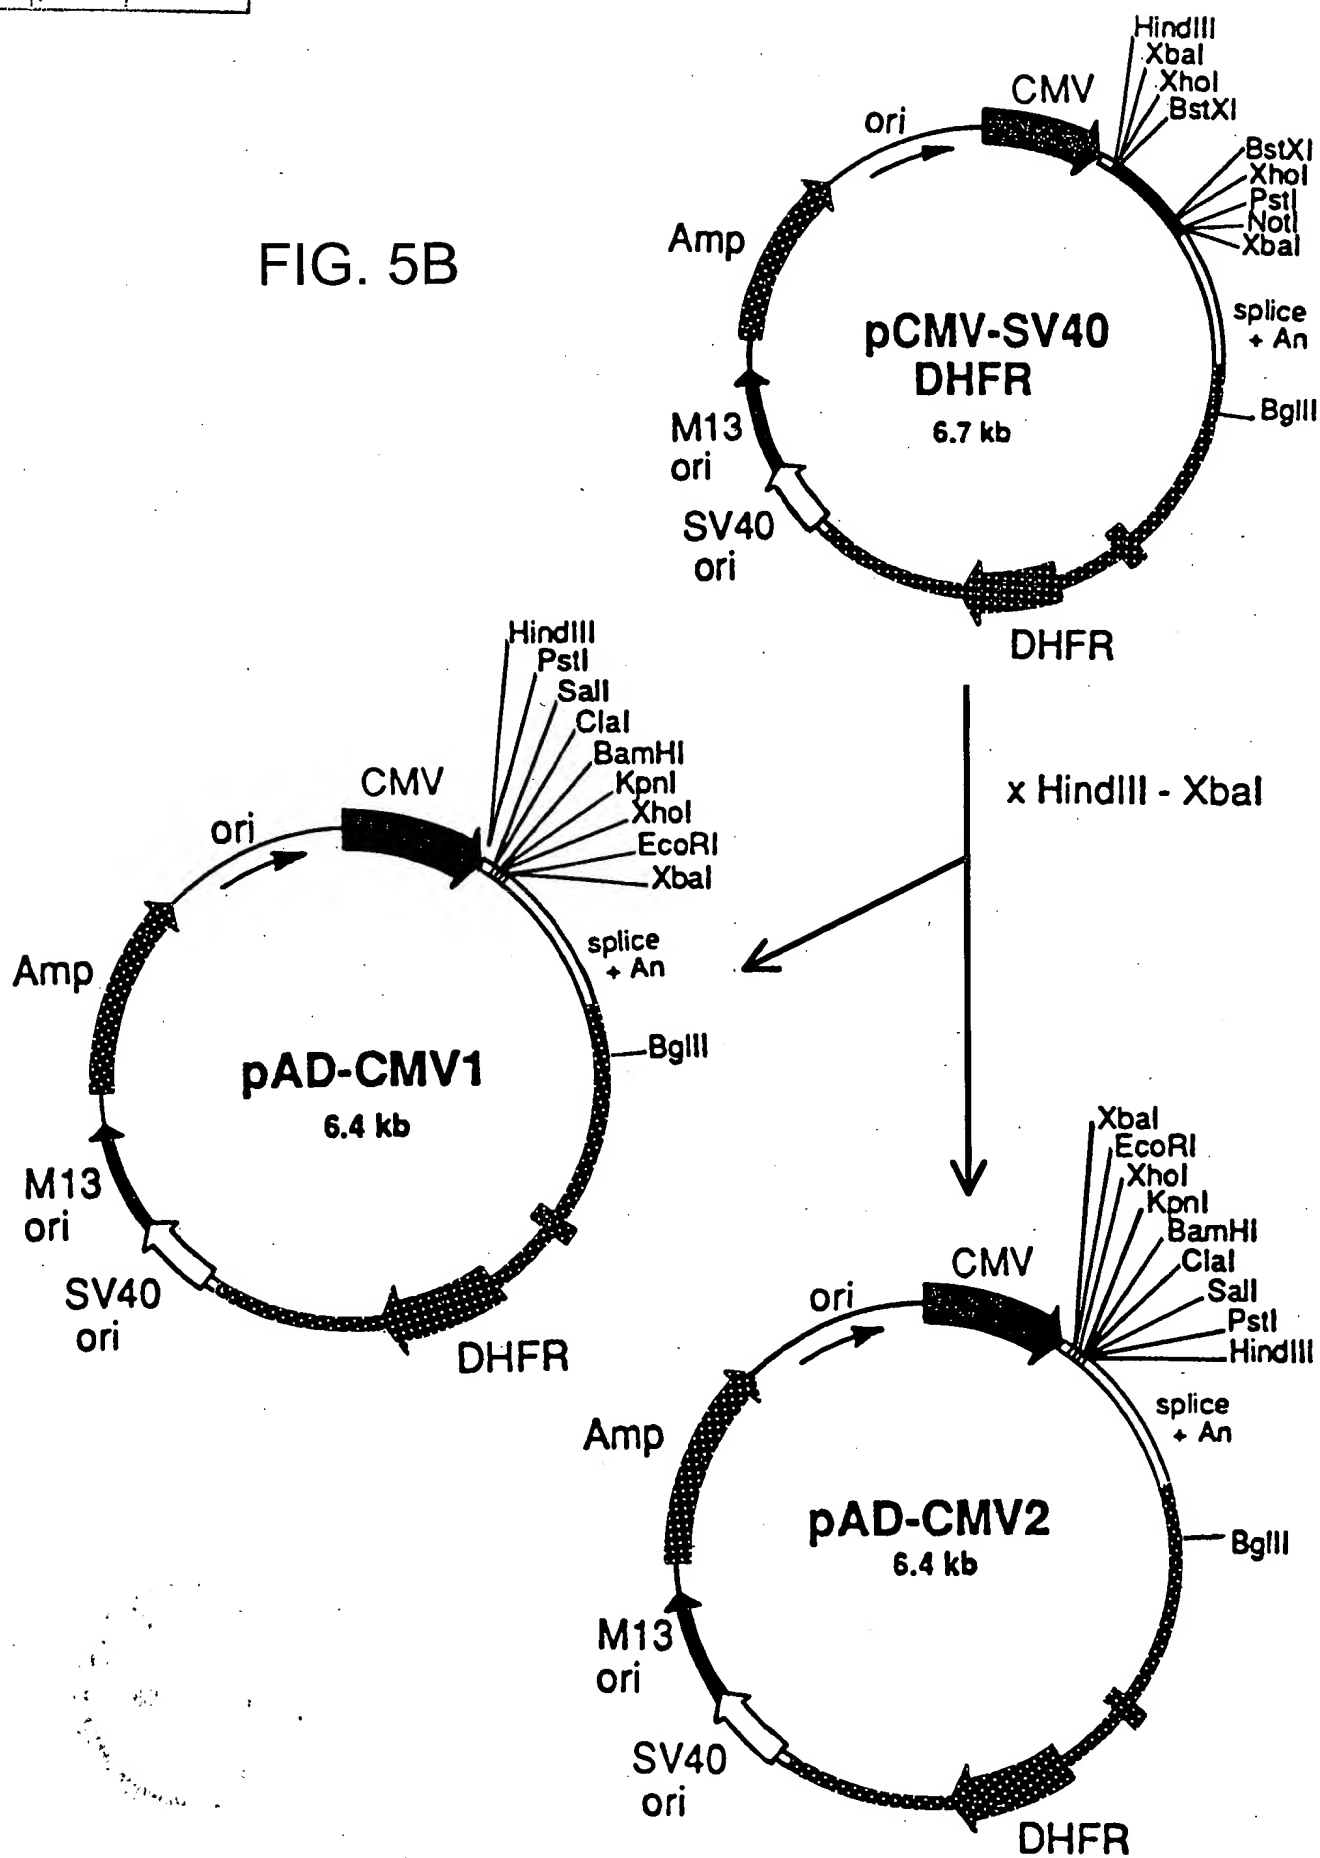 FIG. 5B
HindIII
XbaI
XhoI
BstXI
CMV
ori
BstXI
XhoI
PstI
NotI
XbaI
Amp
splice
+ An
pCMV-SV40
DHFR
6.7 kb
BglII
M13
ori
SV40
ori
DHFR
x HindIII - XbaI
HindIII
PstI
SalI
ClaI
BamHI
KpnI
XhoI
EcoRI
XbaI
CMV
ori
splice
+ An
Amp
BglII
pAD-CMV1
6.4 kb
M13
ori
SV40
ori
DHFR
XbaI
EcoRI
XhoI
KpnI
BamHI
ClaI
SalI
PstI
HindIII
CMV
ori
splice
+ An
Amp
pAD-CMV2
6.4 kb
BglII
M13
ori
SV40
ori
DHFR